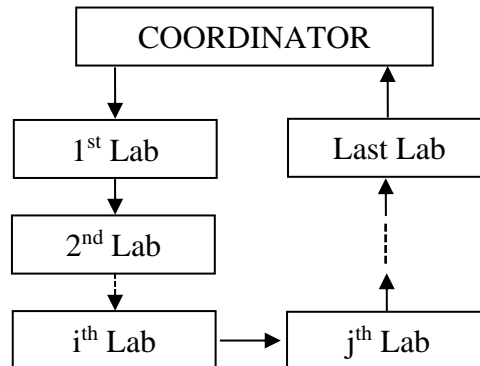 COORDINATOR
1st Lab
Last Lab
2nd Lab
ith Lab
jth Lab